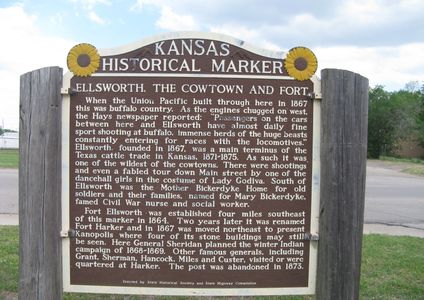 KANSAS
HISTORICAL MARKER
ELLSWORTH, THE COWTOWN AND FORT
When the Union Pacific built through here in 1867
this was buffalo country. As the engines chugged on west,
the Hays newspaper reported: "Passengers on the cars
between here and Ellsworth have almost daily fine
sport shooting at buffalo. Immense herds of the huge beasts
constantly entering for races with the locomotives."
Ellsworth, founded in 1867, was a main terminus of the
Texas cattle trade in Kansas, 1871-1875. As such it was
one of the wildest of the cowtowns. There were shootings
and even a fabled tour down Main street by one of the
dancehall girls in the costume of Lady Godiva. South of
Ellsworth was the Mother Bickerdyke Home for old
soldiers and their families, named for Mary Bickerdyke,
famed Civil War nurse and social worker.
Fort Ellsworth was established four miles southeast
of this marker in 1864. Two years later it was renamed
Fort Harker and in 1867 was moved northeast to present
Kanopolis where four of its stone buildings may still
be seen. Here General Sheridan planned the winter Indian
campaign of 1868-1869. Other famous generals, including
Grant, Sherman, Hancock, Miles and Custer, visited or were
quartered at Harker. The post was abandoned in 1873.
Erected by State Historical Society and State Highway Commission